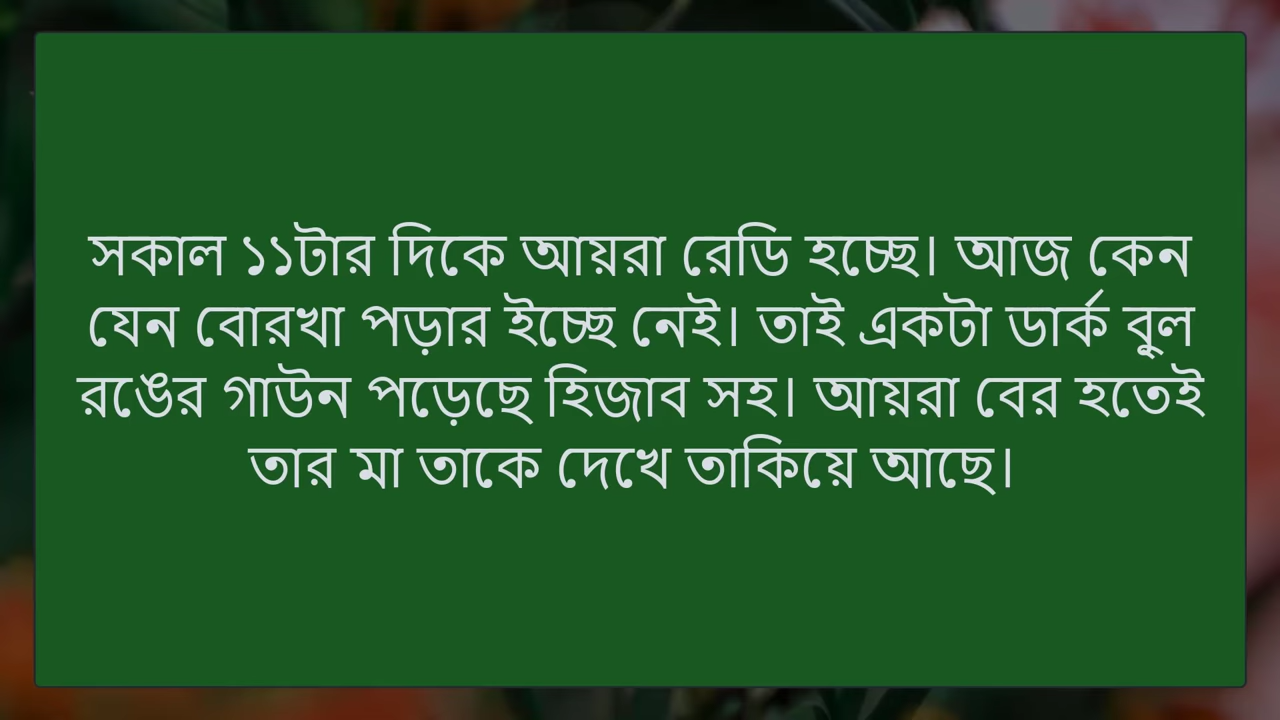 সকাল ১১টার দিকে আয়রা রেডি হচ্ছে। আজ কেন
যেন বোরখা পড়ার ইচ্ছে নেই। তাই একটা ডার্ক বু্ল
রঙের গাউন পড়েছে হিজাব সহ। আয়রা বের হতেই
তার মা তাকে দেখে তাকিয়ে আছে।